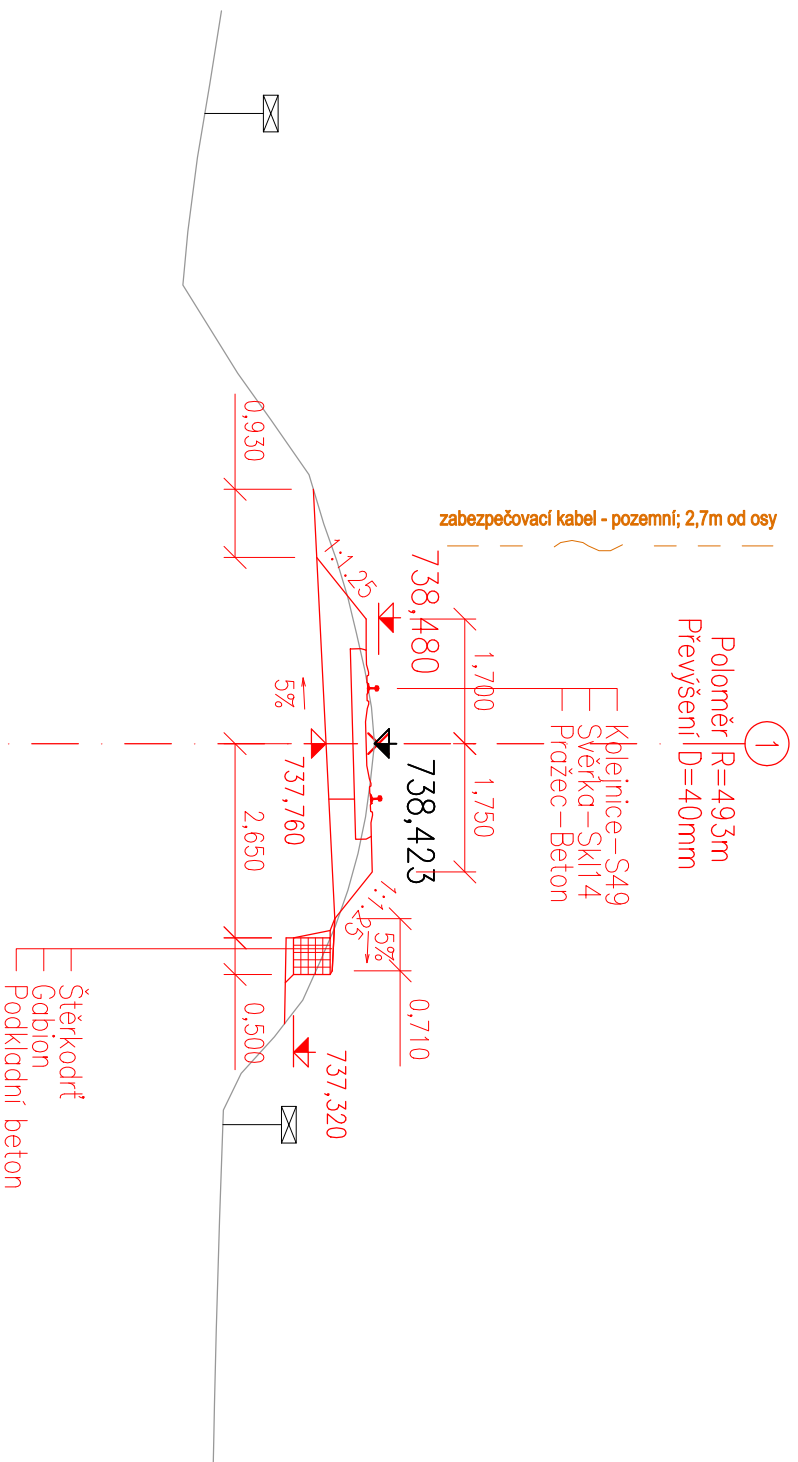 1
Poloměr R=493m
Převýšení D=40mm
zabezpečovací kabel - pozemní; 2,7m od osy
Kolejnice-S49
Svěrka-Skl14
Pražec-Beton
1,700
1,750
738,480
738,423
1:1.25
1:1.25
5%
0,710
737,320
5%
737,760
0,930
2,650
0,500
Štěrkodrť
Gabion
Podkladní beton